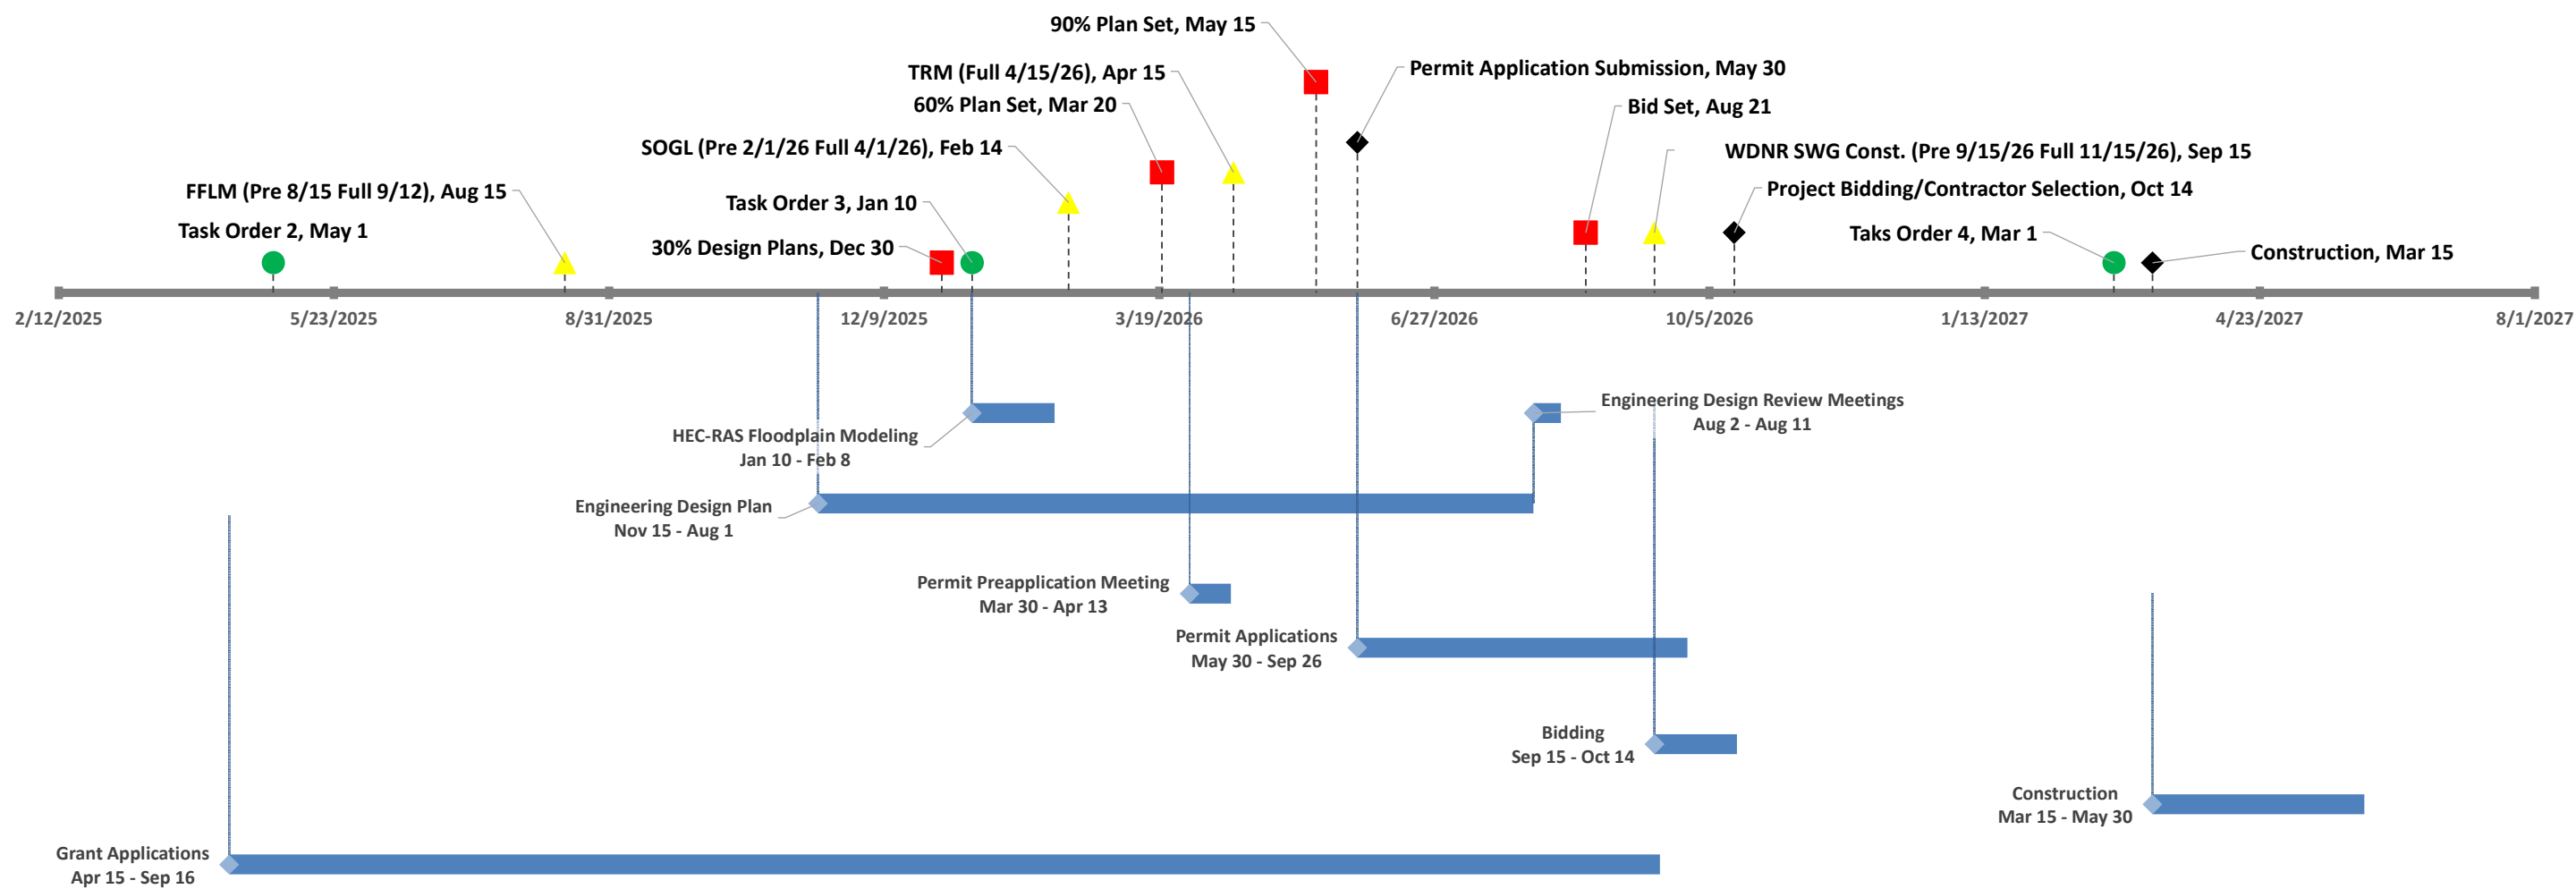 90% Plan Set, May 15
TRM (Full 4/15/26), Apr 15
Permit Application Submission, May 30
60% Plan Set, Mar 20
Bid Set, Aug 21
SOGL (Pre 2/1/26 Full 4/1/26), Feb 14
WDNR SWG Const. (Pre 9/15/26 Full 11/15/26), Sep 15
FFLM (Pre 8/15 Full 9/12), Aug 15
Task Order 3, Jan 10
Project Bidding/Contractor Selection, Oct 14
Task Order 2, May 1
30% Design Plans, Dec 30
Taks Order 4, Mar 1
Construction, Mar 15
2/12/2025
5/23/2025
8/31/2025
12/9/2025
3/19/2026
6/27/2026
10/5/2026
1/13/2027
4/23/2027
8/1/2027
Engineering Design Review Meetings
Aug 2 - Aug 11
HEC-RAS Floodplain Modeling
Jan 10 - Feb 8
Engineering Design Plan
Nov 15 - Aug 1
Permit Preapplication Meeting
Mar 30 - Apr 13
Permit Applications
May 30 - Sep 26
Bidding
Sep 15 - Oct 14
Construction
Mar 15 - May 30
Grant Applications
Apr 15 - Sep 16